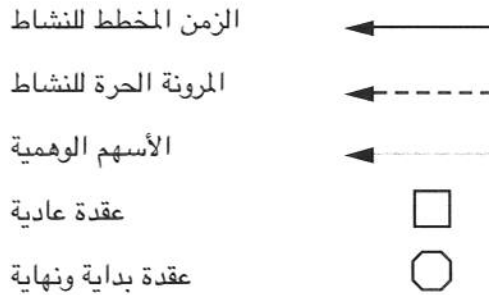 الزمن المخطط للنشاط
المرونة الحرة للنشاط
الأسهم الوهمية
عقدة عادية
عقدة بداية ونهاية